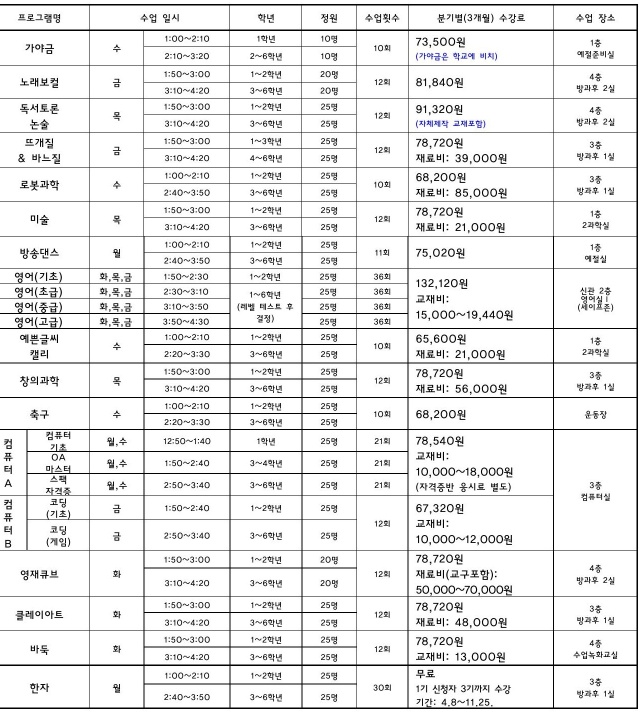 프로그램명 수업 일시 학년 정원 수업횟수 분기별(3개월) 수강료 수업 장소
가야금 수 1:00~2:10 1학년 10명 10회 73,500원 (가야금은 학교에 비치) 1층 예절준비실
2:10~3:20 2~6학년 10명
노래보컬 금 1:50~3:00 1~2학년 20명 12회 81,840원 4층 방과후 2실
3:10~4:20 3~6학년 20명
독서토론 논술 목 1:50~3:00 1~2학년 25명 12회 91,320원 (자체제작 교재포함) 4층 방과후 2실
3:10~4:20 3~6학년 25명
뜨개질 & 바느질 금 1:50~3:00 1~3학년 25명 12회 78,720원 재료비: 39,000원 3층 방과후 1실
3:10~4:20 4~6학년 25명
로봇과학 수 1:00~2:10 1~2학년 25명 10회 68,200원 재료비: 85,000원 3층 방과후 1실
2:40~3:50 3~6학년 25명
미술 목 1:50~3:00 1~2학년 25명 12회 78,720원 재료비: 21,000원 1층 2과학실
3:10~4:20 3~6학년 25명
방송댄스 월 1:00~2:10 1~2학년 25명 11회 75,020원 1층 예절실
2:40~3:50 3~6학년 25명
영어(기초) 화,목,금 1:50~2:30 1~2학년 25명 36회 132,120원 교재비: 15,000~19,440원 신관 2층 영어실Ⅰ (세이프존)
영어(초급) 화,목,금 2:30~3:10 1~6학년 (레벨 테스트 후 결정) 25명 36회
영어(중급) 화,목,금 3:10~3:50 25명 36회
영어(고급) 화,목,금 3:50~4:30 25명 36회
예쁜글씨 캘리 수 1:00~2:10 1~2학년 25명 10회 65,600원 재료비: 21,000원 1층 2과학실
2:20~3:30 3~6학년 25명
창의과학 목 1:50~3:00 1~2학년 25명 12회 78,720원 재료비: 56,000원 3층 방과후 1실
3:10~4:20 3~6학년 25명
축구 수 1:00~2:10 1~2학년 25명 10회 68,200원 운동장
2:20~3:30 3~6학년 25명
컴퓨터 A 컴퓨터 기초 월,수 12:50~1:40 1학년 25명 21회 78,540원 교재비: 10,000~18,000원 (자격증반 응시료 별도) 3층 컴퓨터실
OA 마스터 월,수 1:50~2:40 3~4학년 25명 21회
스펙 자격증 월,수 2:50~3:40 3~6학년 25명 21회
컴퓨터 B 코딩 (기초) 금 1:50~2:40 1~2학년 25명 12회 67,320원 교재비: 10,000~12,000원
코딩 (게임) 금 2:50~3:40 3~6학년 25명
영재큐브 화 1:50~3:00 1~2학년 20명 12회 78,720원 재료비(교구포함): 50,000~70,000원 4층 방과후 2실
3:10~4:20 3~6학년 20명
클레이아트 화 1:50~3:00 1~2학년 25명 12회 78,720원 재료비: 48,000원 3층 방과후 1실
3:10~4:20 3~6학년 25명
바둑 화 1:50~3:00 1~2학년 25명 12회 78,720원 교재비: 13,000원 4층 수업녹화교실
3:10~4:20 3~6학년 25명
한자 월 1:00~2:10 1~2학년 25명 30회 무료 1기 신청자 3기까지 수강 기간: 4.8~11.25. 3층 방과후 1실
2:40~3:50 3~6학년 25명